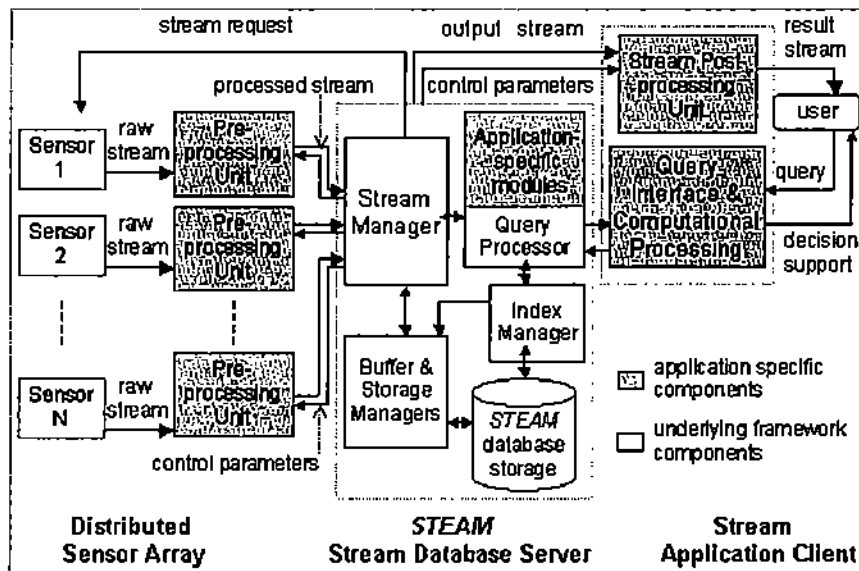 stream request
output stream
result
stream
processed stream
control parameters
Stream Post-
processing
Unit
user
raw
stream
Sensor
1
Pre-
processing
Unit
Application-
specific
modules
Stream
Manager
Query
Processor
Query
Interface &
Computational
Processing
query
decision
support
raw
stream
Sensor
2
Pre-
processing
Unit
Index
Manager
Buffer &
Storage
Managers
raw
stream
Sensor
N
Pre-
processing
Unit
control parameters
STEAM
database
storage
application specific
components
underlying framework
components
Distributed
Sensor Array
STEAM
Stream Database Server
Stream
Application Client